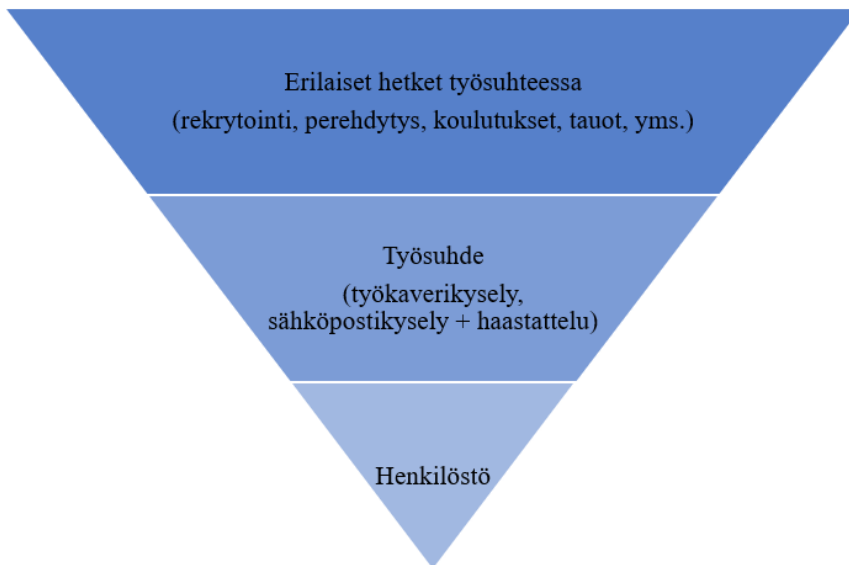 Erilaiset hetket työsuhteessa
(rekrytointi, perehdytys, koulutukset, tauot, yms.)
Työsuhde
(työkaverikysely,
sähköpostikysely + haastattelu)
Henkilöstö